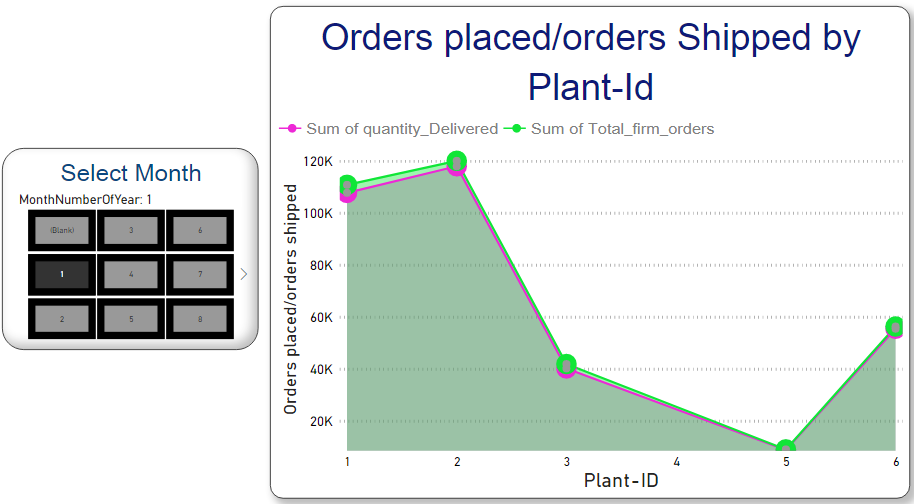 Select Month
MonthNumberOfYear: 1
(Blank) 3 6
1 4 7
2 5 8
Orders placed/orders Shipped by
Plant-Id
Sum of quantity_Delivered Sum of Total_firm_orders
Orders placed/orders shipped
120K
100K
80K
60K
40K
20K
1 2 3 4 5 6
Plant-ID